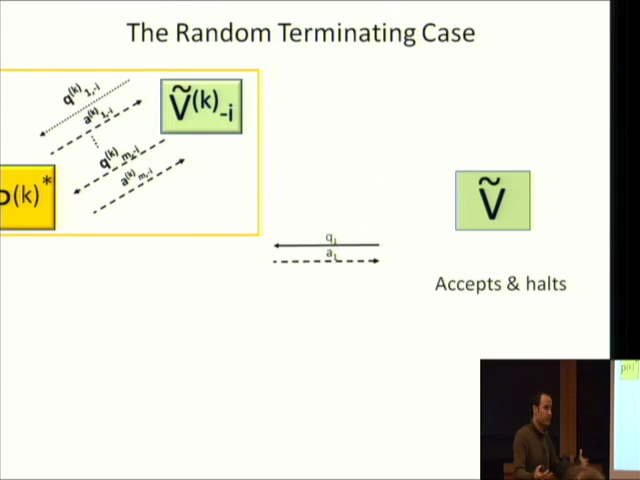 The Random Terminating Case
q(k) 1,-i
a(k) 1,-i
Ṽ(k)-i
q(k) m,-i
a(k) m,-i
P(k)*
Ṽ
q1
a1
Accepts & halts
p(k)